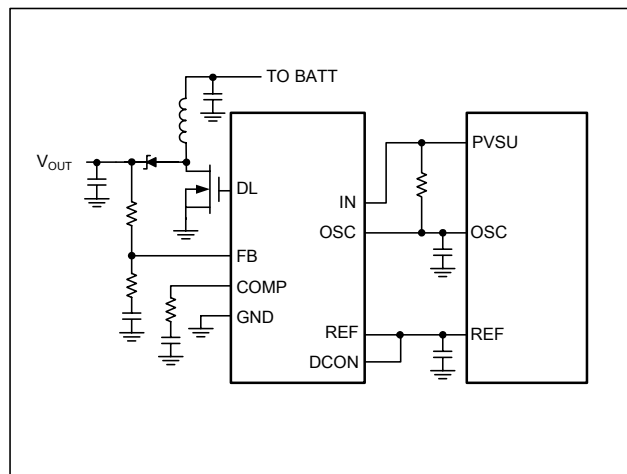 TO BATT
PVSU
VOUT
DL
IN
OSC
OSC
FB
COMP
GND
REF
REF
DCON